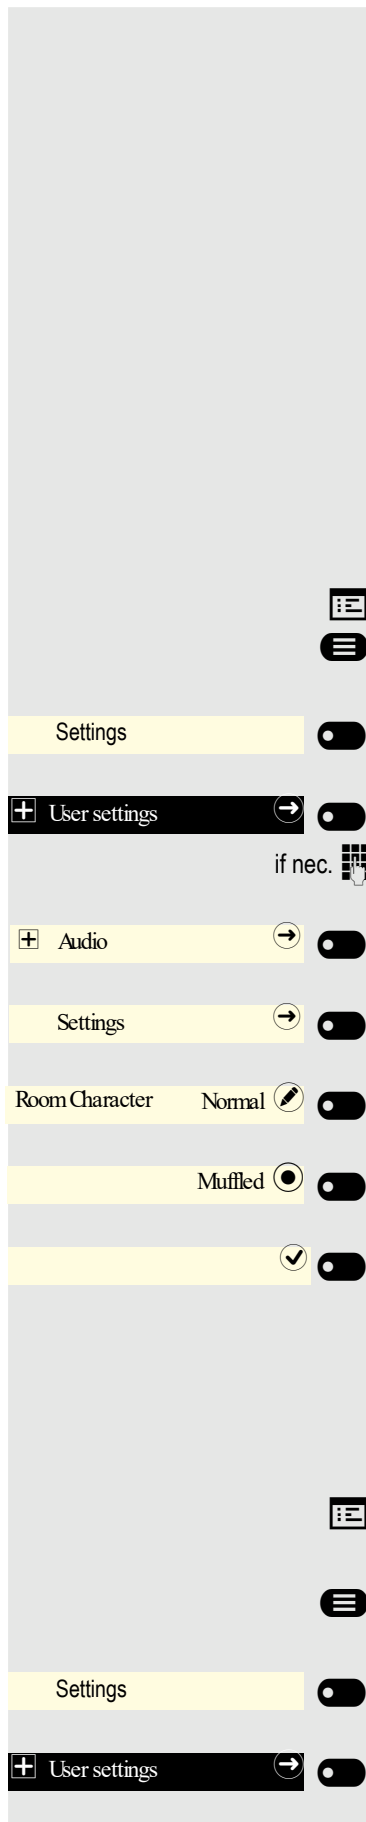 Settings
User settings
if nec.
Audio
Settings
Room Character Normal
Muffled
Settings
User settings